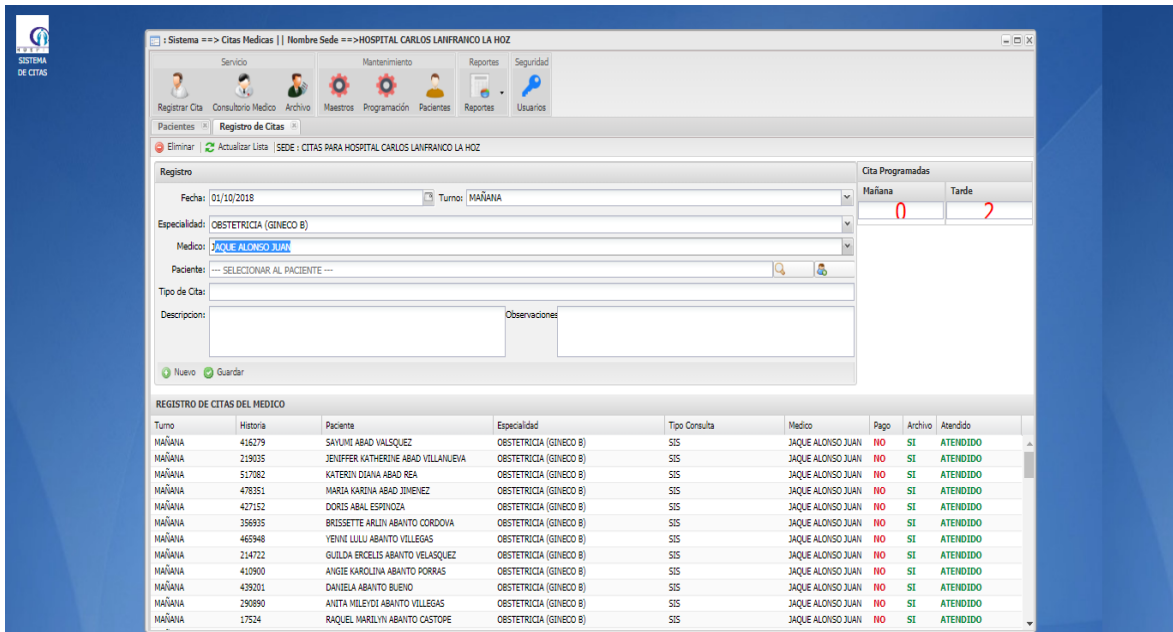 SISTEMA
DE CITAS
: Sistema ==> Citas Medicas || Nombre Sede ==>HOSPITAL CARLOS LANFRANCO LA HOZ
Servicio Mantenimiento Reportes Seguridad
Registrar Cita Consultorio Medico Archivo Maestros Programación Pacientes Reportes Usuarios
Pacientes Registro de Citas
Eliminar Actualizar Lista SEDE : CITAS PARA HOSPITAL CARLOS LANFRANCO LA HOZ
Registro Cita Programadas
Fecha: 01/10/2018 Turno: MAÑANA Mañana Tarde
0 2
Especialidad: OBSTETRICIA (GINECO B)
Medico: JAQUE ALONSO JUAN
Paciente: --- SELECIONAR AL PACIENTE ---
Tipo de Cita:
Descripcion: Observaciones
Nuevo Guardar
REGISTRO DE CITAS DEL MEDICO
Turno Historia Paciente Especialidad Tipo Consulta Medico Pago Archivo Atendido
MAÑANA 416279 SAYUMI ABAD VALSQUEZ OBSTETRICIA (GINECO B) SIS JAQUE ALONSO JUAN NO SI ATENDIDO
MAÑANA 219035 JENIFFER KATHERINE ABAD VILLANUEVA OBSTETRICIA (GINECO B) SIS JAQUE ALONSO JUAN NO SI ATENDIDO
MAÑANA 517082 KATERIN DIANA ABAD REA OBSTETRICIA (GINECO B) SIS JAQUE ALONSO JUAN NO SI ATENDIDO
MAÑANA 478351 MARIA KARINA ABAD JIMENEZ OBSTETRICIA (GINECO B) SIS JAQUE ALONSO JUAN NO SI ATENDIDO
MAÑANA 427152 DORIS ABAL ESPINOZA OBSTETRICIA (GINECO B) SIS JAQUE ALONSO JUAN NO SI ATENDIDO
MAÑANA 356935 BRISSETTE ARLIN ABANTO CORDOVA OBSTETRICIA (GINECO B) SIS JAQUE ALONSO JUAN NO SI ATENDIDO
MAÑANA 465948 YENNI LULU ABANTO VILLEGAS OBSTETRICIA (GINECO B) SIS JAQUE ALONSO JUAN NO SI ATENDIDO
MAÑANA 214722 GUILDA ERCELIS ABANTO VELASQUEZ OBSTETRICIA (GINECO B) SIS JAQUE ALONSO JUAN NO SI ATENDIDO
MAÑANA 410900 ANGIE KAROLINA ABANTO PORRAS OBSTETRICIA (GINECO B) SIS JAQUE ALONSO JUAN NO SI ATENDIDO
MAÑANA 439201 DANIELA ABANTO BUENO OBSTETRICIA (GINECO B) SIS JAQUE ALONSO JUAN NO SI ATENDIDO
MAÑANA 290890 ANITA MILEYDI ABANTO VILLEGAS OBSTETRICIA (GINECO B) SIS JAQUE ALONSO JUAN NO SI ATENDIDO
MAÑANA 17524 RAQUEL MARILYN ABANTO CASTOPE OBSTETRICIA (GINECO B) SIS JAQUE ALONSO JUAN NO SI ATENDIDO